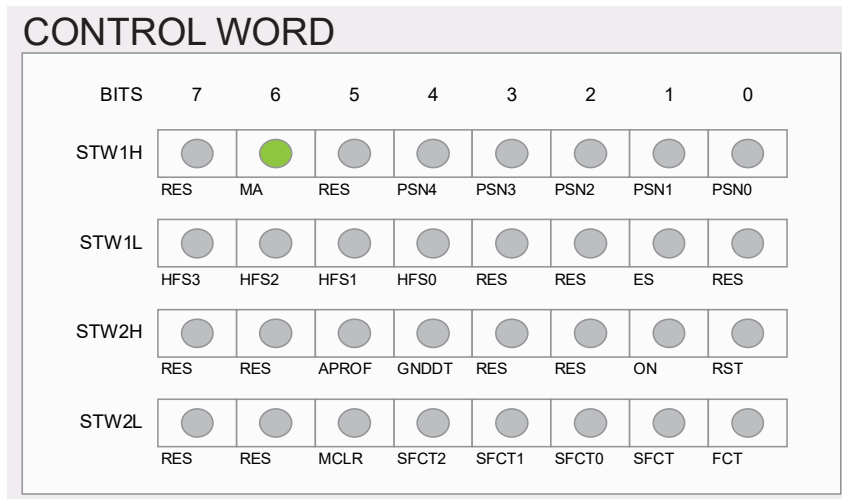 CONTROL WORD
BITS 7 6 5 4 3 2 1 0
STW1H
RES MA RES PSN4 PSN3 PSN2 PSN1 PSN0
STW1L
HFS3 HFS2 HFS1 HFS0 RES RES ES RES
STW2H
RES RES APROF GNDDT RES RES ON RST
STW2L
RES RES MCLR SFCT2 SFCT1 SFCT0 SFCT FCT